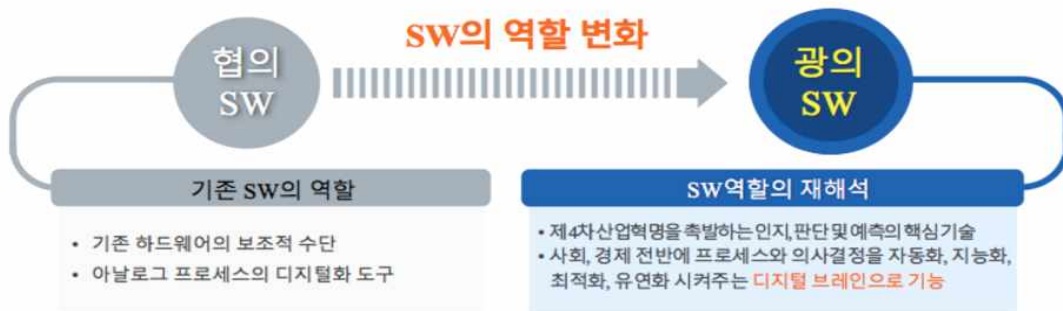 SW의 역할 변화
협의
SW
광의
SW
기존 SW의 역할
• 기존 하드웨어의 보조적 수단
• 아날로그 프로세스의 디지털화 도구
SW역할의 재해석
• 제4차 산업혁명을 촉발하는 인지, 판단 및 예측의 핵심기술
• 사회, 경제 전반에 프로세스와 의사결정을 자동화, 지능화,
최적화, 유연화 시켜주는 디지털 브레인으로 기능